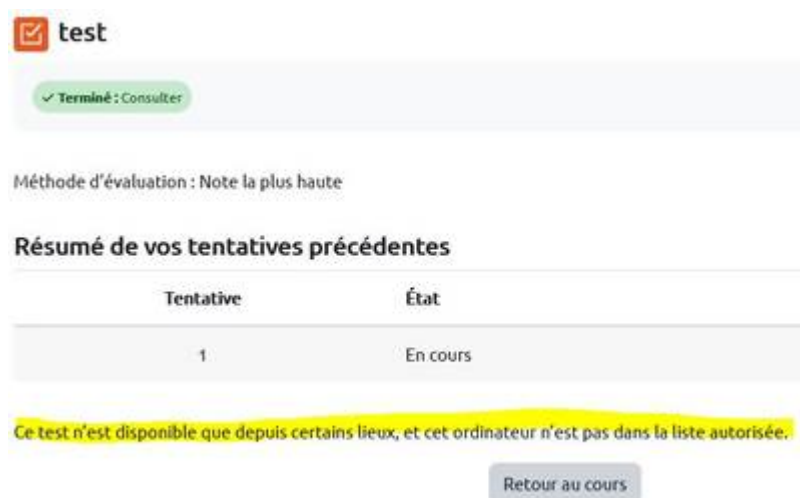 test
Terminé : Consulter
Méthode d'évaluation : Note la plus haute
Résumé de vos tentatives précédentes
Tentative État
1 En cours
Ce test n'est disponible que depuis certains lieux, et cet ordinateur n'est pas dans la liste autorisée.
Retour au cours